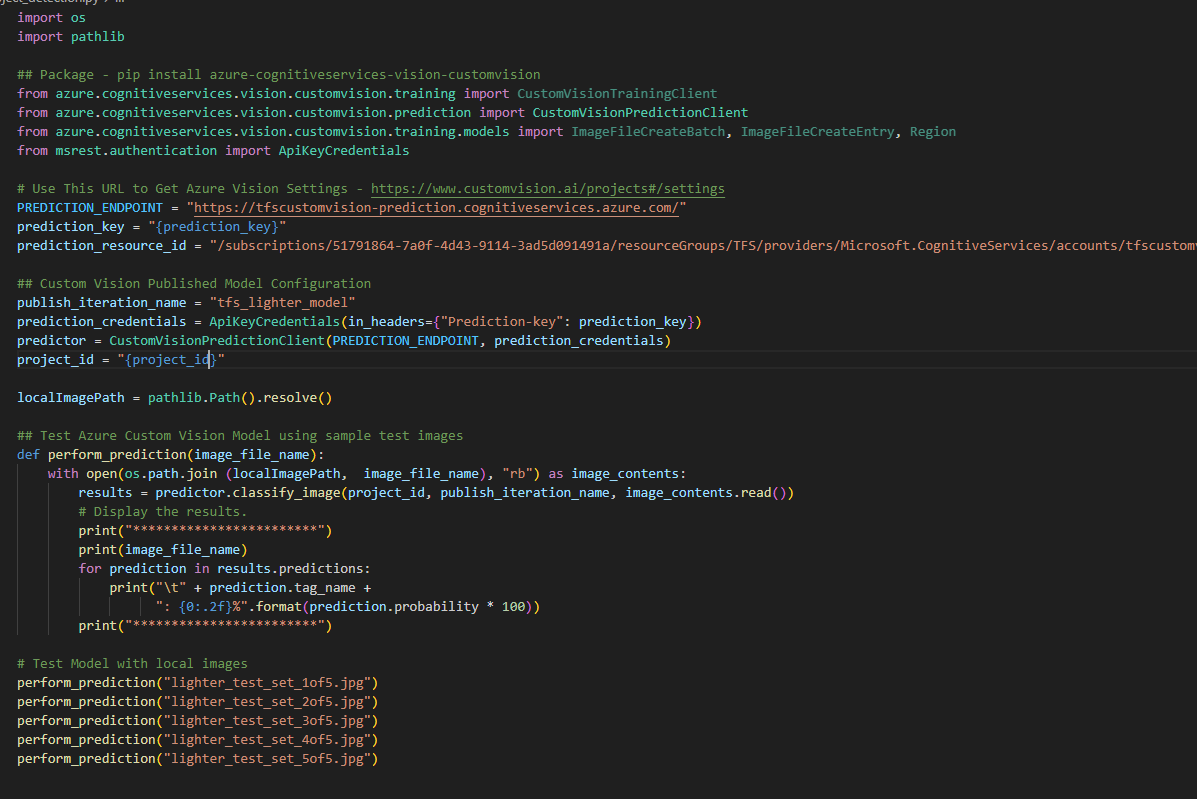 import os
import pathlib
## Package - pip install azure-cognitiveservices-vision-customvision
from azure.cognitiveservices.vision.customvision.training import CustomVisionTrainingClient
from azure.cognitiveservices.vision.customvision.prediction import CustomVisionPredictionClient
from azure.cognitiveservices.vision.customvision.training.models import ImageFileCreateBatch, ImageFileCreateEntry, Region
from msrest.authentication import ApiKeyCredentials
# Use This URL to Get Azure Vision Settings - https://www.customvision.ai/projects#/settings
PREDICTION_ENDPOINT = "https://tfscustomvision-prediction.cognitiveservices.azure.com/"
prediction_key = "{prediction_key}"
prediction_resource_id = "/subscriptions/51791864-7a0f-4d43-9114-3ad5d091491a/resourceGroups/TFS/providers/Microsoft.CognitiveServices/accounts/tfscustomv
## Custom Vision Published Model Configuration
publish_iteration_name = "tfs_lighter_model"
prediction_credentials = ApiKeyCredentials(in_headers={"Prediction-key": prediction_key})
predictor = CustomVisionPredictionClient(PREDICTION_ENDPOINT, prediction_credentials)
project_id = "{project_id}"
localImagePath = pathlib.Path().resolve()
## Test Azure Custom Vision Model using sample test images
def perform_prediction(image_file_name):
    with open(os.path.join (localImagePath,  image_file_name), "rb") as image_contents:
        results = predictor.classify_image(project_id, publish_iteration_name, image_contents.read())
        # Display the results.
        print("************************")
        print(image_file_name)
        for prediction in results.predictions:
            print("\t" + prediction.tag_name +
                  ": {0:.2f}%".format(prediction.probability * 100))
        print("************************")
# Test Model with local images
perform_prediction("lighter_test_set_1of5.jpg")
perform_prediction("lighter_test_set_2of5.jpg")
perform_prediction("lighter_test_set_3of5.jpg")
perform_prediction("lighter_test_set_4of5.jpg")
perform_prediction("lighter_test_set_5of5.jpg")